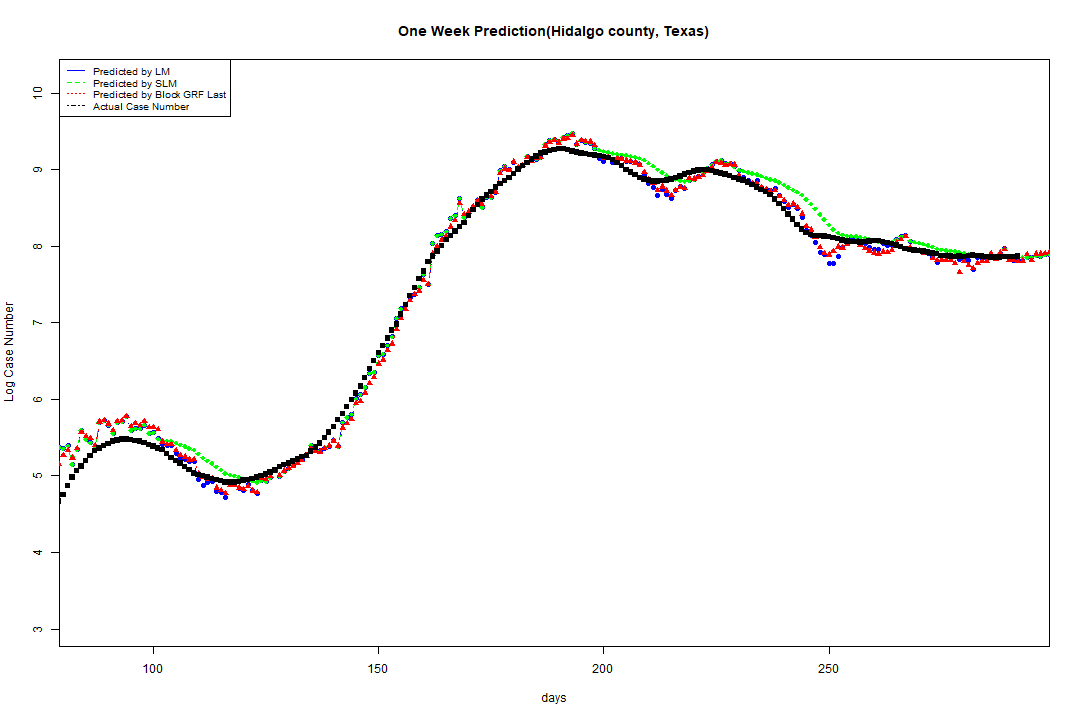 One Week Prediction(Hidalgo county, Texas)
Predicted by LM
Predicted by SLM
Predicted by Block GRF Last
Actual Case Number
Log Case Number
10
9
8
7
6
5
4
3
100 150 200 250
days